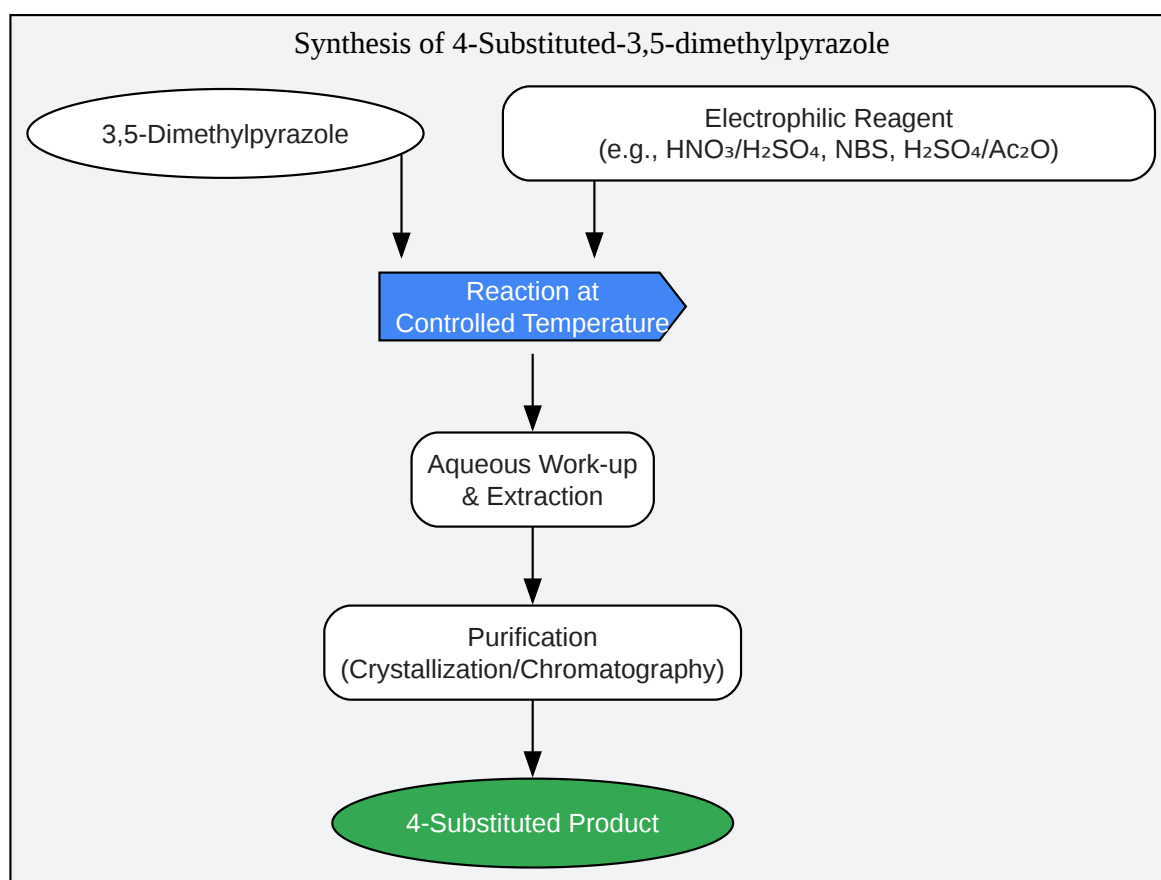 Synthesis of 4-Substituted-3,5-dimethylpyrazole
3,5-Dimethylpyrazole
Electrophilic Reagent
(e.g., HNO₃/H₂SO₄, NBS, H₂SO₄/Ac₂O)
Reaction at
Controlled Temperature
Aqueous Work-up
& Extraction
Purification
(Crystallization/Chromatography)
4-Substituted Product